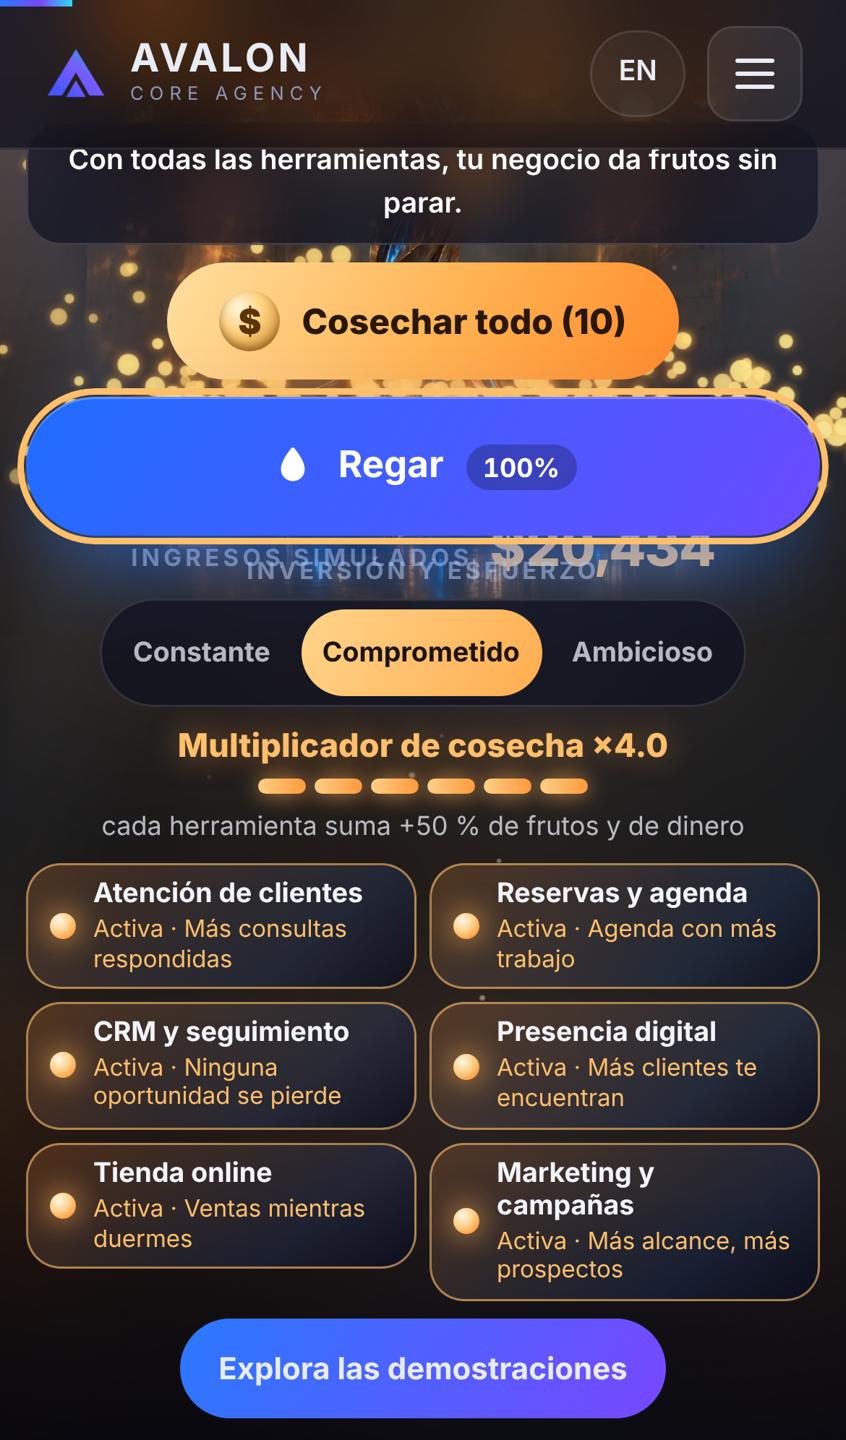 AVALON
CORE AGENCY
EN
Con todas las herramientas, tu negocio da frutos sin
parar.
$ Cosechar todo (10)
Regar 100%
INGRESOS SIMULADOS $20,434
INVERSIÓN Y ESFUERZO
Constante Comprometido Ambicioso
Multiplicador de cosecha ×4.0
cada herramienta suma +50 % de frutos y de dinero
Atención de clientes
Activa · Más consultas
respondidas
Reservas y agenda
Activa · Agenda con más
trabajo
CRM y seguimiento
Activa · Ninguna
oportunidad se pierde
Presencia digital
Activa · Más clientes te
encuentran
Tienda online
Activa · Ventas mientras
duermes
Marketing y
campañas
Activa · Más alcance, más
prospectos
Explora las demostraciones